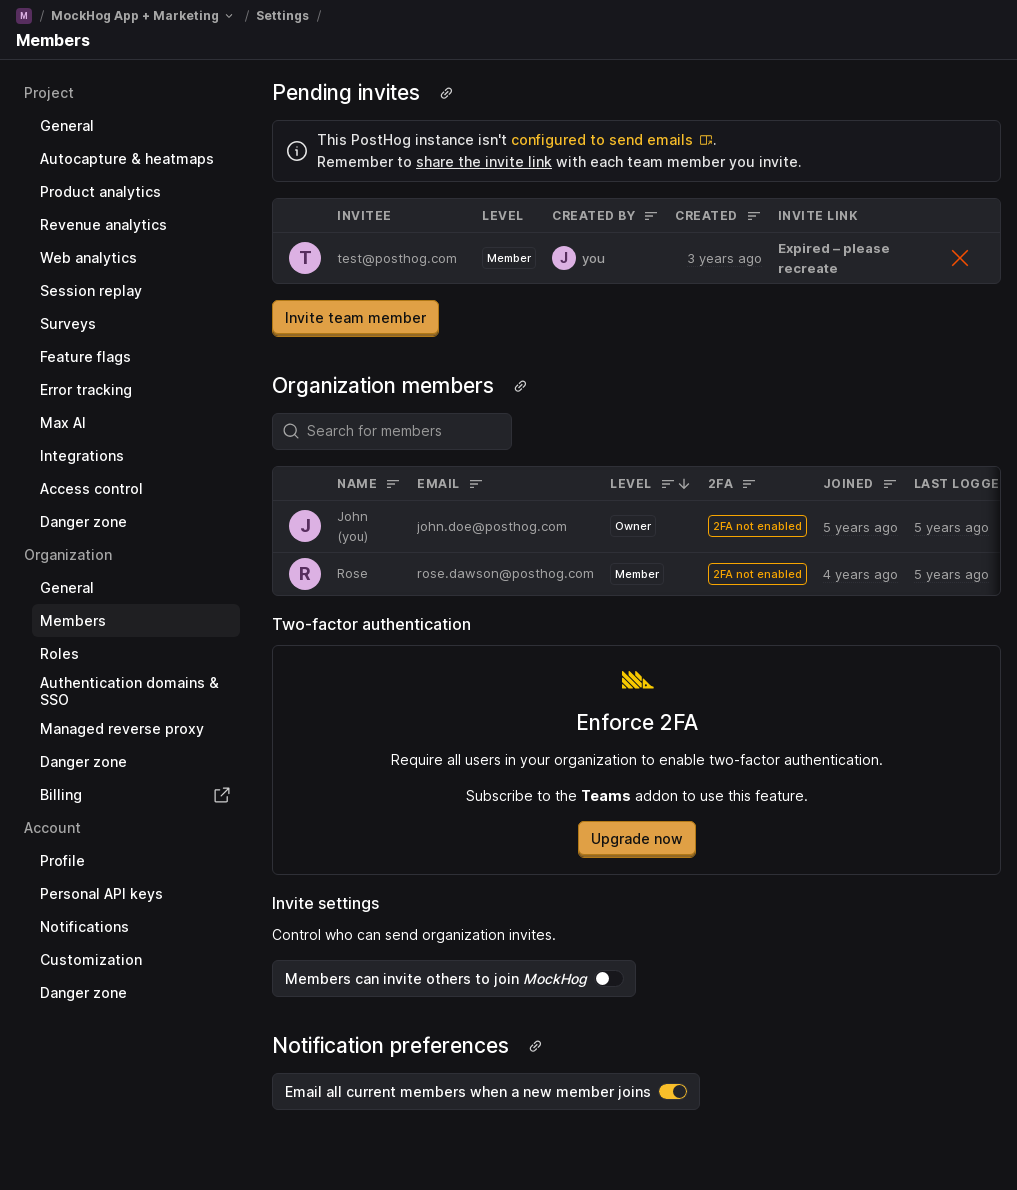 M / MockHog App + Marketing / Settings /
Members
Project
General
Autocapture & heatmaps
Product analytics
Revenue analytics
Web analytics
Session replay
Surveys
Feature flags
Error tracking
Max AI
Integrations
Access control
Danger zone
Organization
General
Members
Roles
Authentication domains &
SSO
Managed reverse proxy
Danger zone
Billing
Account
Profile
Personal API keys
Notifications
Customization
Danger zone
Pending invites
This PostHog instance isn't configured to send emails.
Remember to share the invite link with each team member you invite.
INVITEE LEVEL CREATED BY CREATED INVITE LINK
T test@posthog.com Member J you 3 years ago Expired – please
recreate
Invite team member
Organization members
Search for members
NAME EMAIL LEVEL 2FA JOINED LAST LOGGE
J John
(you) john.doe@posthog.com Owner 2FA not enabled 5 years ago 5 years ago
R Rose rose.dawson@posthog.com Member 2FA not enabled 4 years ago 5 years ago
Two-factor authentication
Enforce 2FA
Require all users in your organization to enable two-factor authentication.
Subscribe to the Teams addon to use this feature.
Upgrade now
Invite settings
Control who can send organization invites.
Members can invite others to join MockHog
Notification preferences
Email all current members when a new member joins